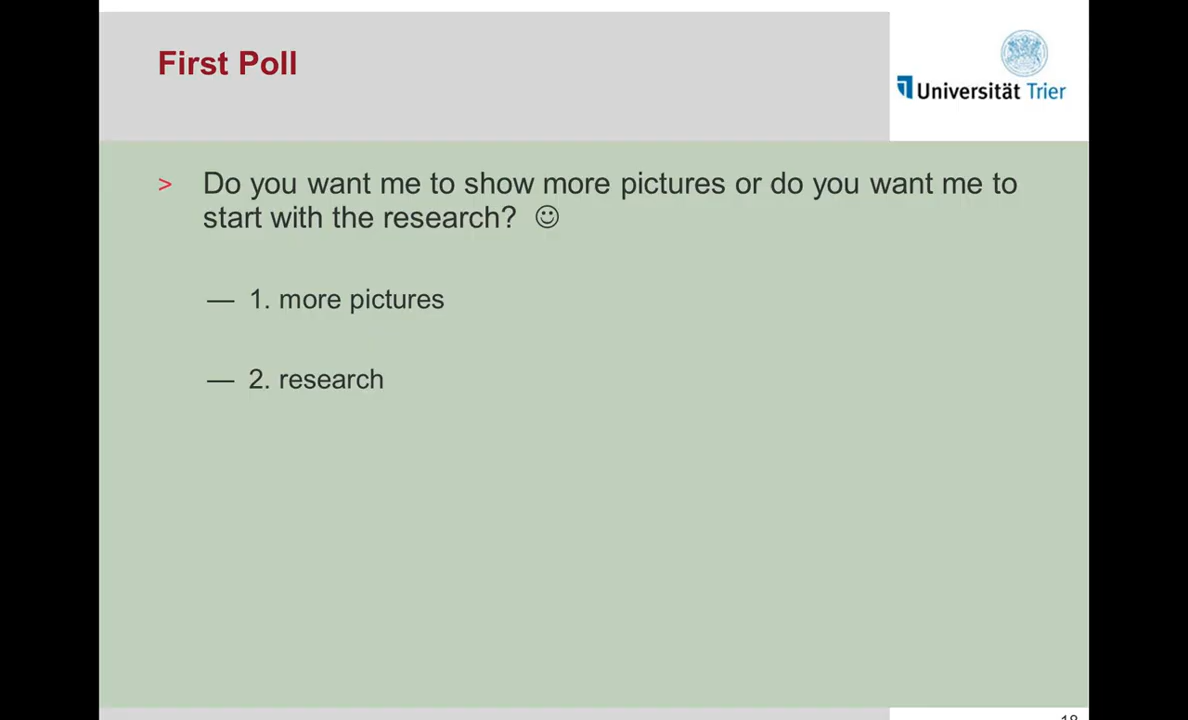 First Poll
Universität Trier
> Do you want me to show more pictures or do you want me to
start with the research? ☺
— 1. more pictures
— 2. research
18